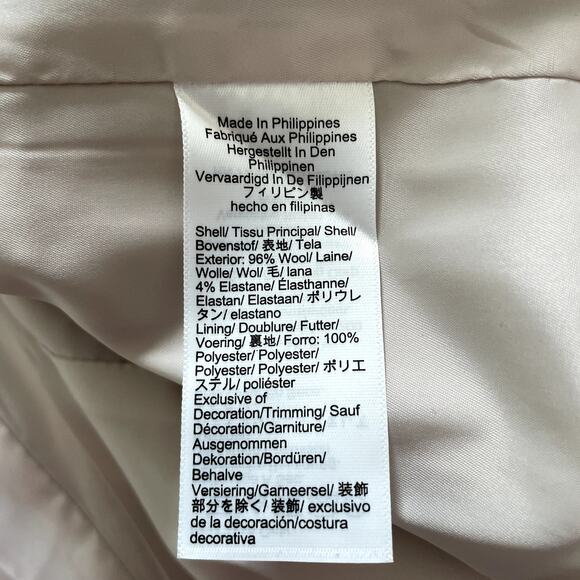 Made In Philippines
Fabriqué Aux Philippines
Hergestellt In Den
Philippinen
Vervaardigd In De Filippijnen
フィリピン製
hecho en filipinas
Shell/ Tissu Principal/ Shell/
Bovenstof/ 表地/ Tela
Exterior: 96% Wool/ Laine/
Wolle/ Wol/ 毛/ lana
4% Elastane/ Élasthanne/
Elastan/ Elastaan/ ポリウレ
タン/ elastano
Lining/ Doublure/ Futter/
Voering/ 裏地/ Forro: 100%
Polyester/ Polyester/
Polyester/ Polyester/ ポリエ
ステル/ poliéster
Exclusive of
Decoration/Trimming/ Sauf
Décoration/Garniture/
Ausgenommen
Dekoration/Bordüren/
Behalve
Versiering/Garneersel/ 装飾
部分を除く/ 装飾/ exclusivo
de la decoración/costura
decorativa